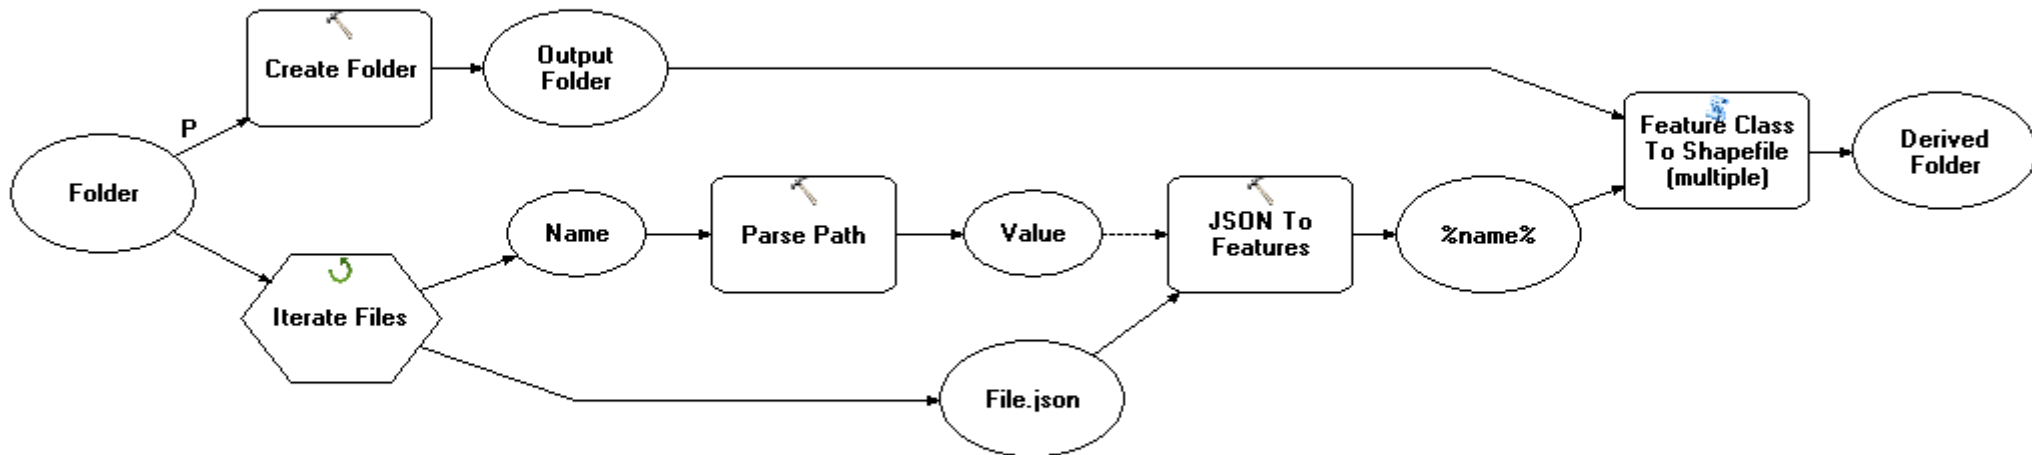 Create Folder
Output
Folder
P
Folder
Feature Class
To Shapefile
(multiple)
Derived
Folder
Name
Parse Path
Value
JSON To
Features
%name%
Iterate Files
File.json